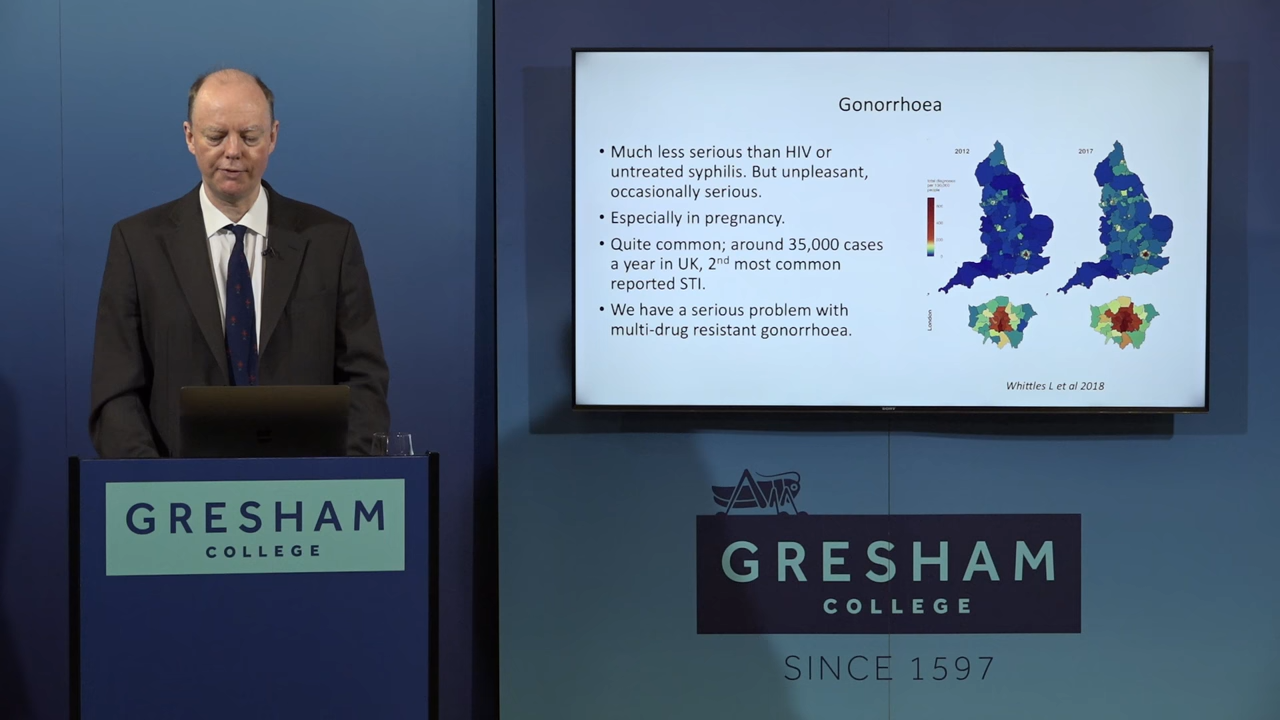 Gonorrhoea
• Much less serious than HIV or
untreated syphilis. But unpleasant,
occasionally serious.
• Especially in pregnancy.
• Quite common; around 35,000 cases
a year in UK, 2nd most common
reported STI.
• We have a serious problem with
multi-drug resistant gonorrhoea.
2012
2017
London
Whittles L et al 2018
SONY
GRESHAM
COLLEGE
GRESHAM
COLLEGE
SINCE 1597